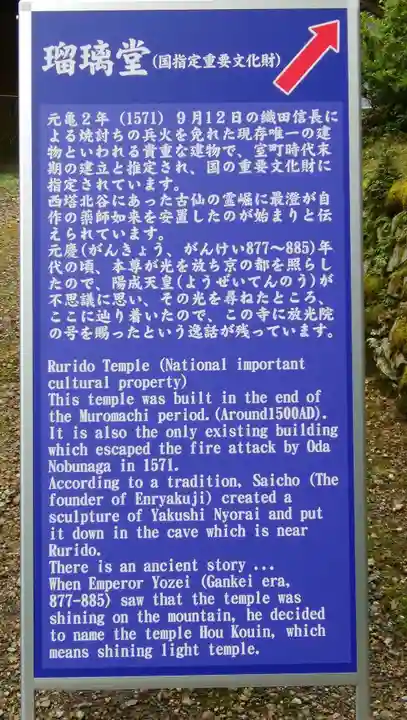 瑠璃堂(国指定重要文化財)
元亀2年 (1571) 9月12日の織田信長に
よる焼討ちの兵火を免れた現存唯一の建
物といわれる貴重な建物で、室町時代末
期の建立と推定され、国の重要文化財に
指定されています。
西塔北谷にあった古仙の霊堀に最澄が自
作の薬師如来を安置したのが始まりと伝
えられています。
元慶(がんきょう、がんけい877~885)年
代の頃、本尊が光を放ち京の都を照らし
たので、陽成天皇(ようぜいてんのう)が
不思議に思い、その光を尋ねたところ、
ここに辿り着いたので、この寺に放光院
の号を賜ったという逸話が残っています。
Rurido Temple (National important
cultural property)
This temple was built in the end of
the Muromachi period.(Around1500AD).
It is also the only existing building
which escaped the fire attack by Oda
Nobunaga in 1571.
According to a tradition, Saicho (The
founder of Enryakuji) created a
sculpture of Yakushi Nyorai and put
it down in the cave which is near
Rurido.
There is an ancient story ...
When Emperor Yozei (Gankei era,
877-885) saw that the temple was
shining on the mountain, he decided
to name the temple Hou Kouin, which
means shining light temple.